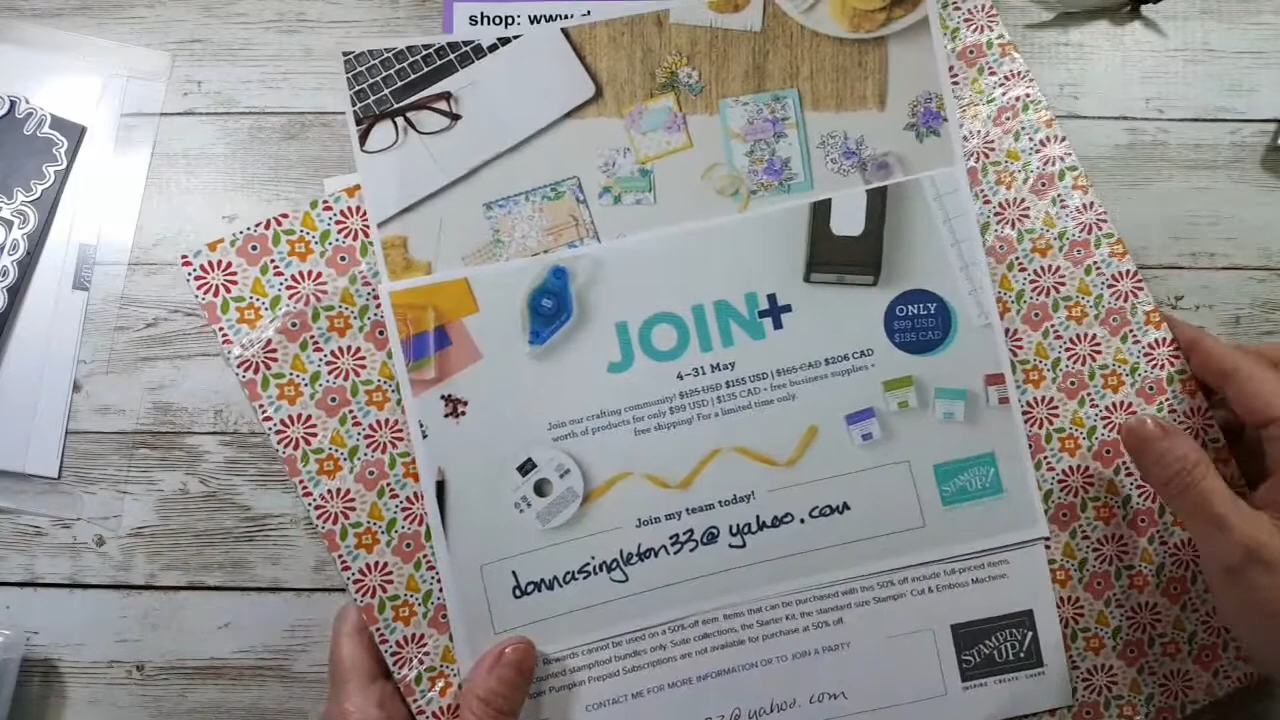 shop: www.d
JOIN+
4–31 May
ONLY
$99 USD |
$135 CAD
Join our crafting community! $125 USD $155 USD | $165 CAD $206 CAD
worth of products for only $99 USD | $135 CAD + free business supplies +
free shipping! For a limited time only.
Join my team today!
donnasingleton33@yahoo.com
STAMPIN' UP!
Rewards cannot be used on a 50%-off item. Items that can be purchased with this 50% off include full-priced items
counted stamp/tool bundles only. Suite collections, the Starter Kit, the standard size Stampin' Cut & Emboss Machine,
aper Pumpkin Prepaid Subscriptions are not available for purchase at 50% off.
CONTACT ME FOR MORE INFORMATION OR TO JOIN A PARTY
STAMPIN' UP!
INSPIRE · CREATE · SHARE
33@yahoo.com